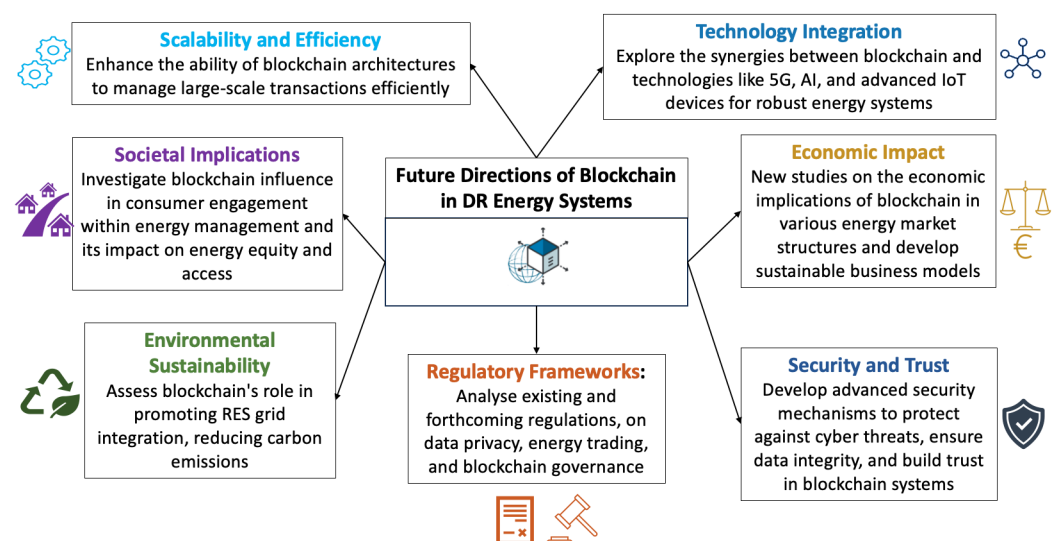 Scalability and Efficiency
Enhance the ability of blockchain architectures
to manage large-scale transactions efficiently
Technology Integration
Explore the synergies between blockchain and
technologies like 5G, AI, and advanced IoT
devices for robust energy systems
Societal Implications
Investigate blockchain influence
in consumer engagement
within energy management and
its impact on energy equity and
access
Future Directions of Blockchain
in DR Energy Systems
Economic Impact
New studies on the economic
implications of blockchain in
various energy market
structures and develop
sustainable business models
€
Environmental
Sustainability
Assess blockchain's role in
promoting RES grid
integration, reducing carbon
emissions
Regulatory Frameworks:
Analyse existing and
forthcoming regulations, on
data privacy, energy trading,
and blockchain governance
Security and Trust
Develop advanced security
mechanisms to protect
against cyber threats, ensure
data integrity, and build trust
in blockchain systems